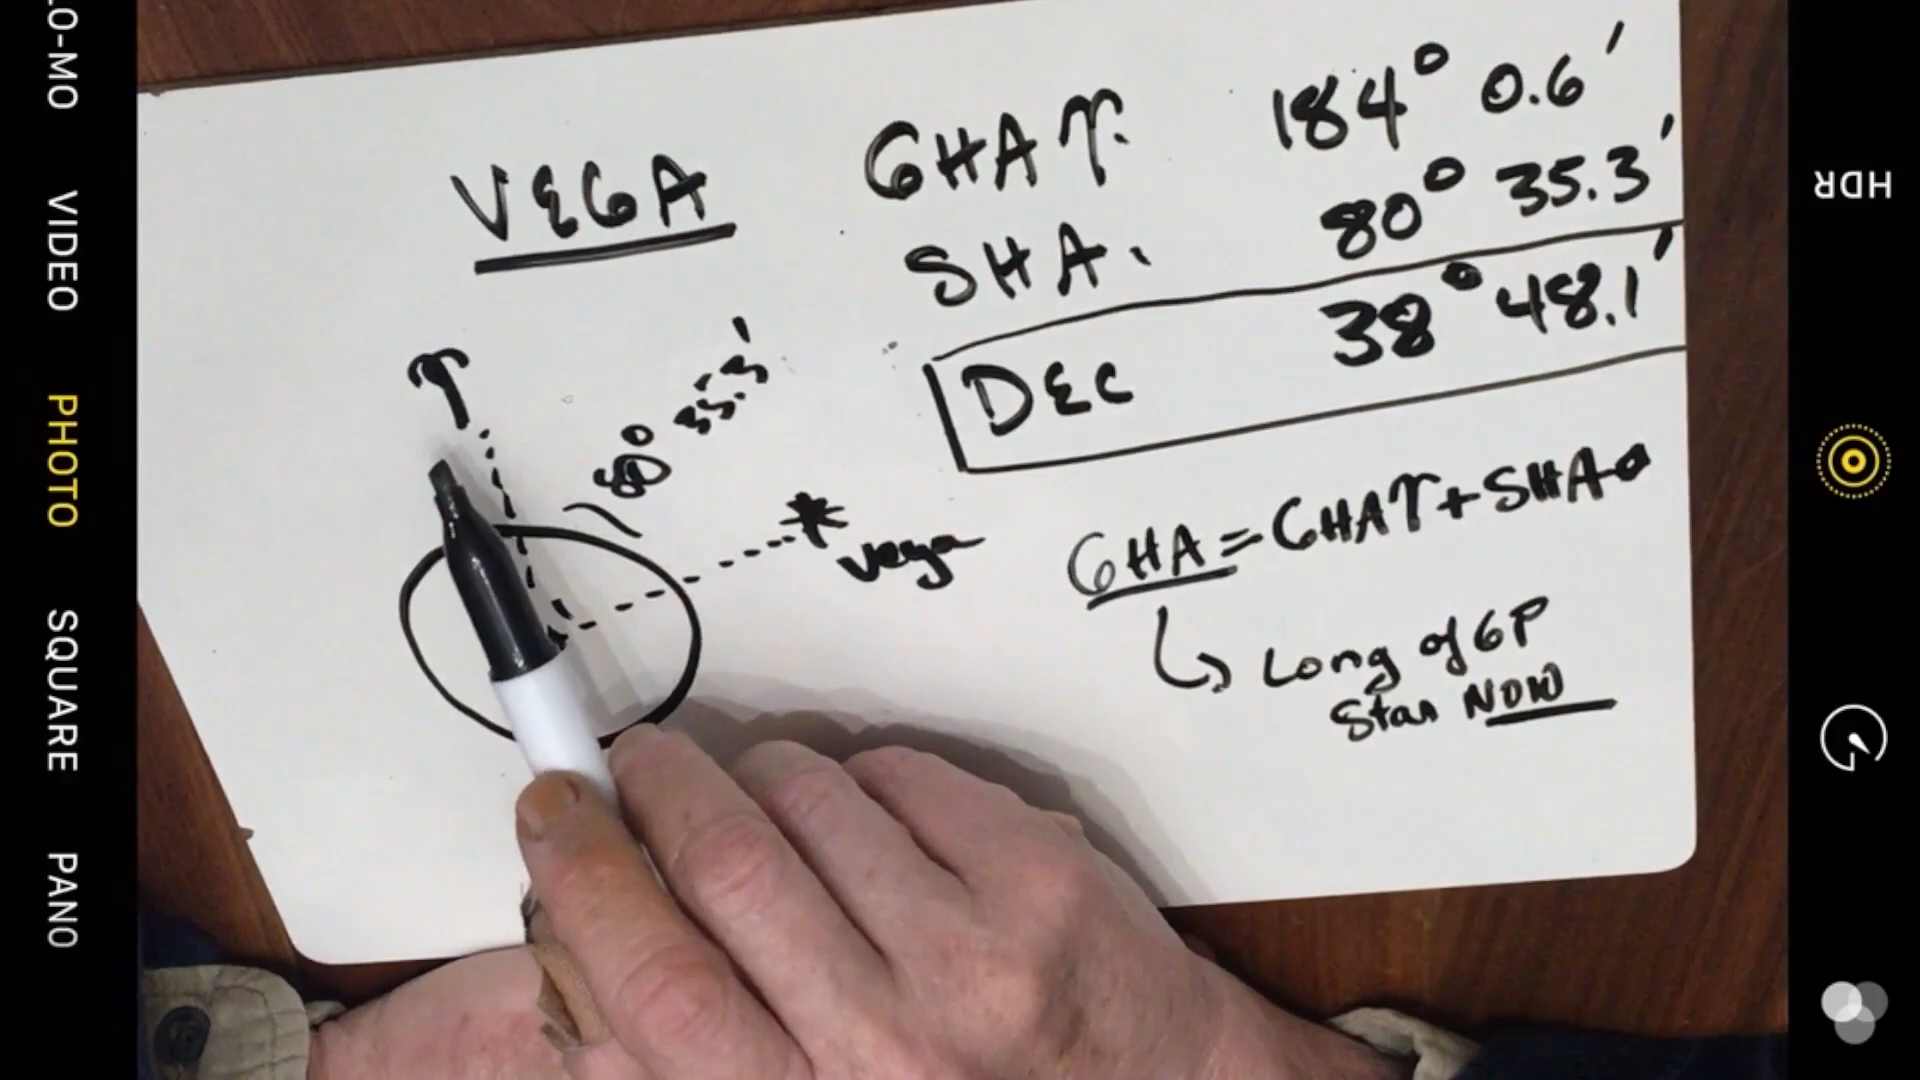 LO-MO
VIDEO
PHOTO
SQUARE
PANO
VEGA
GHA ♈.
184° 0.6'
SHA.
80° 35.3'
DEC
38° 48.1'
♈
80° 35.3'
* Vega
GHA = GHA♈ + SHA
Long of GP
Star NOW
HDR